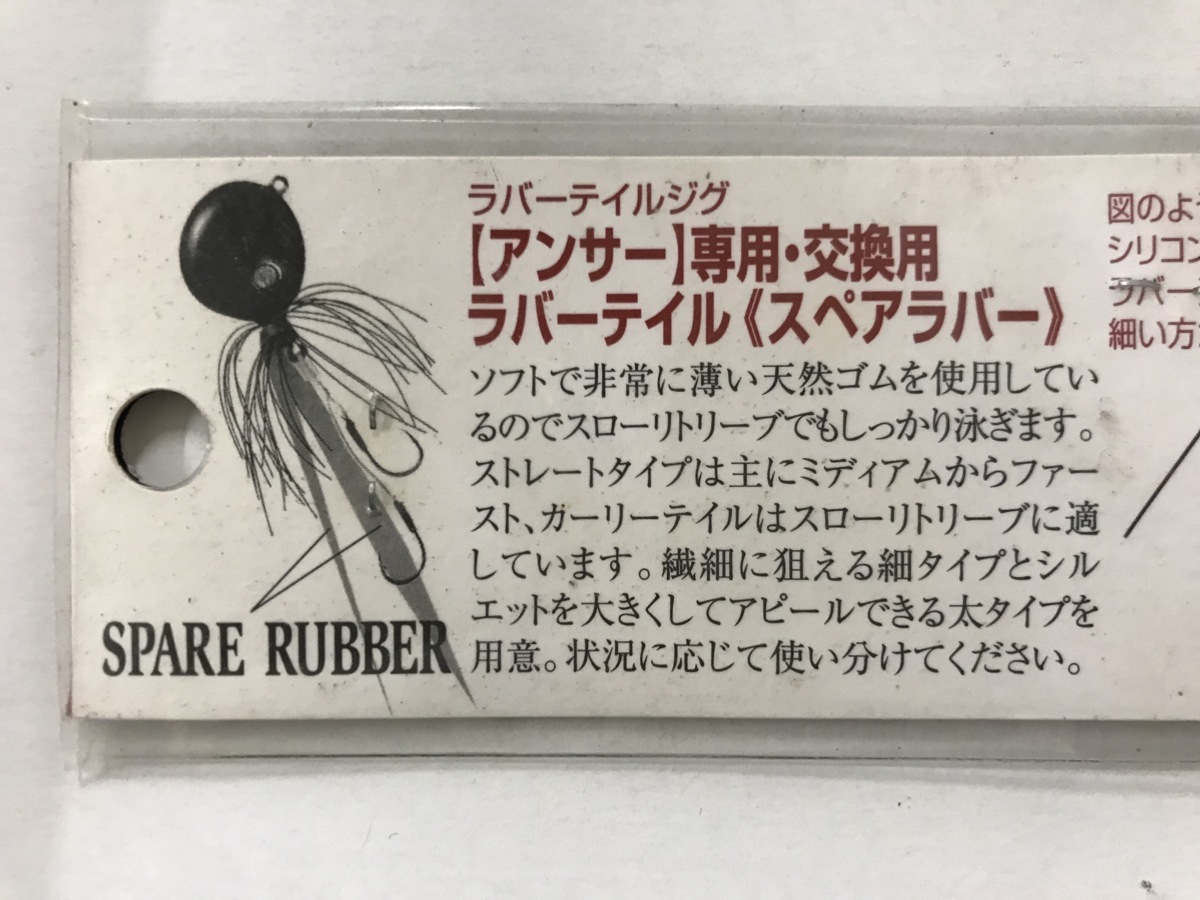 ラバーテイルジグ
【アンサー】専用・交換用
ラバーテイル《スペアラバー》
ソフトで非常に薄い天然ゴムを使用してい
るのでスローリトリーブでもしっかり泳ぎます。
ストレートタイプは主にミディアムからファー
スト、ガーリーテイルはスローリトリーブに適
しています。繊細に狙える細タイプとシル
エットを大きくしてアピールできる太タイプを
用意。状況に応じて使い分けてください。
SPARE RUBBER
図のよ
シリコン
ラバー
細い方